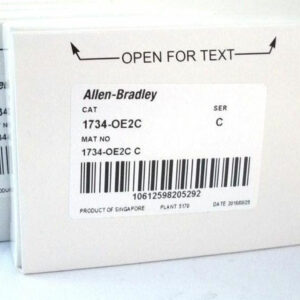 OPEN FOR TEXT
Allen-Bradley
CAT SER
1734-OE2C C
MAT NO
1734-OE2C C
10612598205292
PRODUCT OF SINGAPORE PLANT 5170 DATE